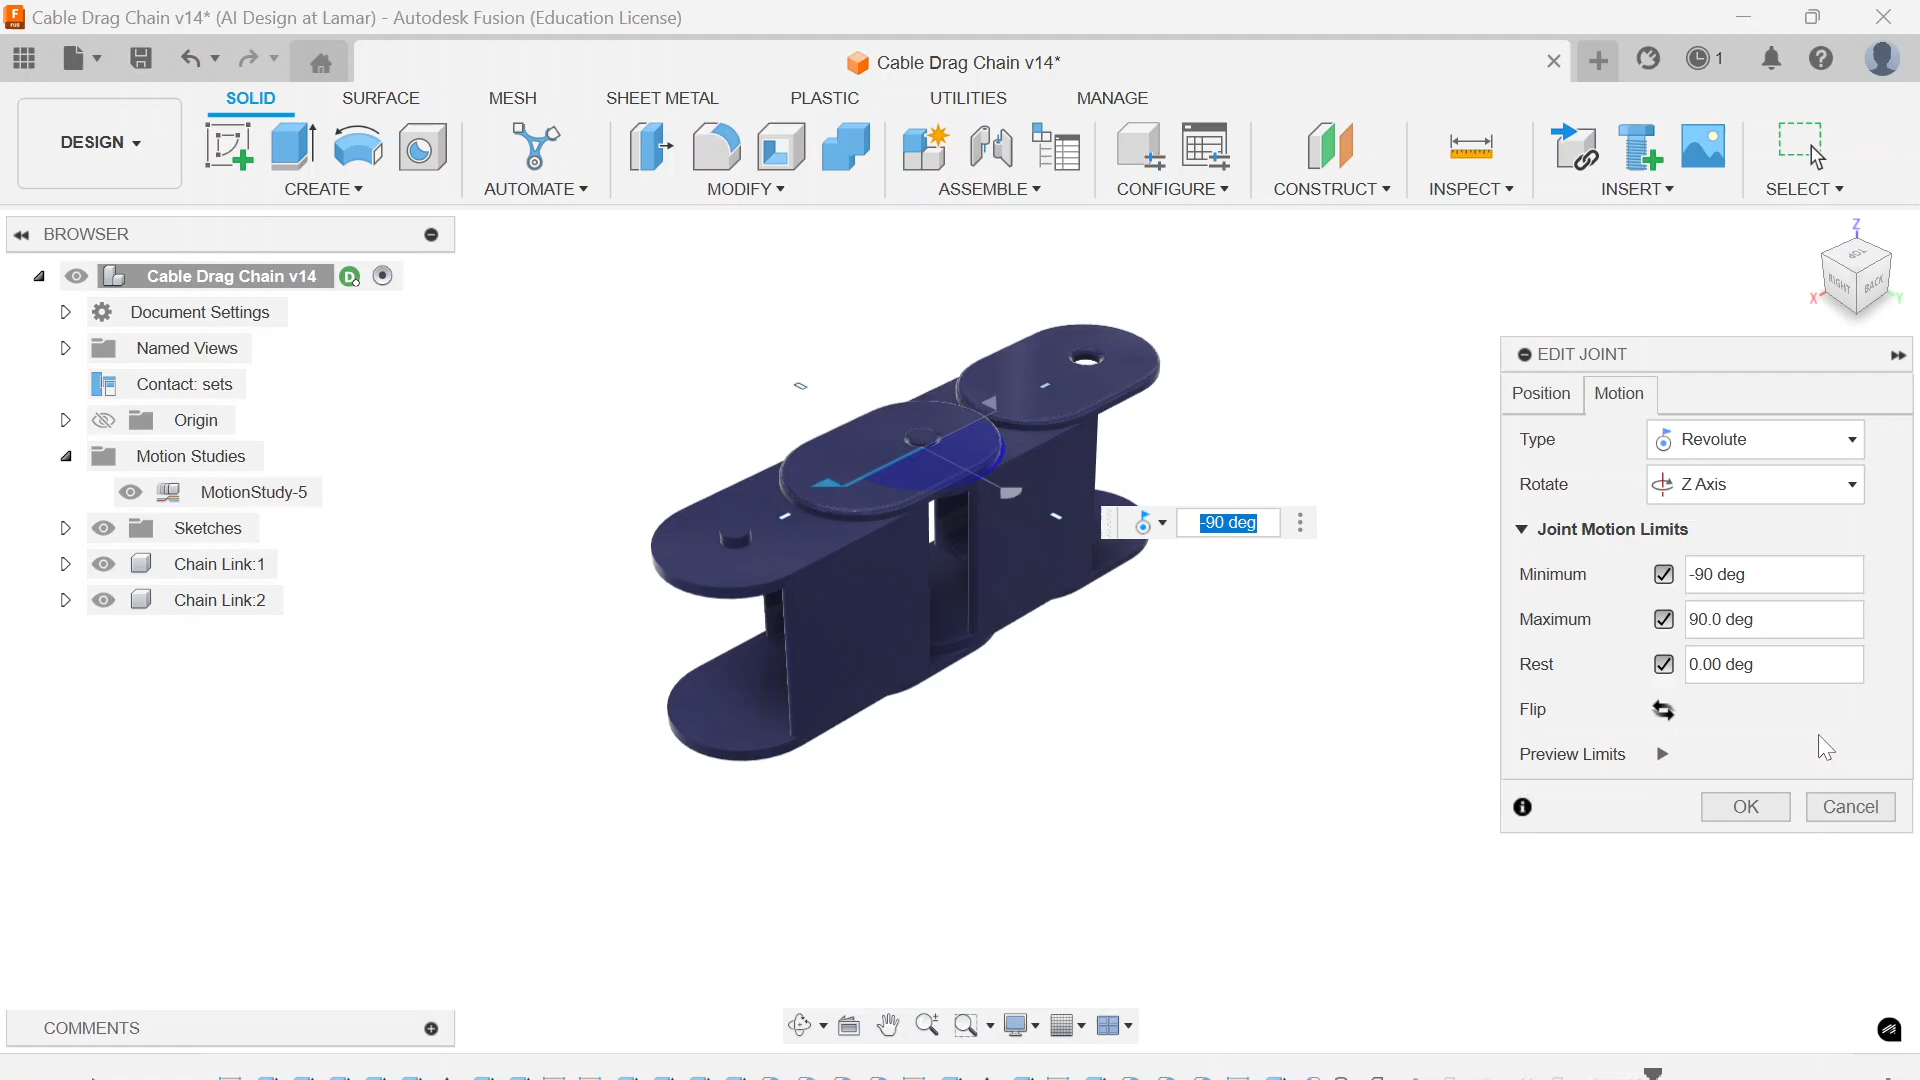 Cable Drag Chain v14* (AI Design at Lamar) - Autodesk Fusion (Education License)
Cable Drag Chain v14*
1
SOLID SURFACE MESH SHEET METAL PLASTIC UTILITIES MANAGE
DESIGN
CREATE AUTOMATE MODIFY ASSEMBLE CONFIGURE CONSTRUCT INSPECT INSERT SELECT
BROWSER
Cable Drag Chain v14
D
Document Settings
Named Views
Contact: sets
Origin
Motion Studies
MotionStudy-5
Sketches
Chain Link:1
Chain Link:2
Z
TOP
RIGHT
BACK
X
Y
-90 deg
EDIT JOINT
Position Motion
Type Revolute
Rotate Z Axis
Joint Motion Limits
Minimum -90 deg
Maximum 90.0 deg
Rest 0.00 deg
Flip
Preview Limits
OK Cancel
COMMENTS